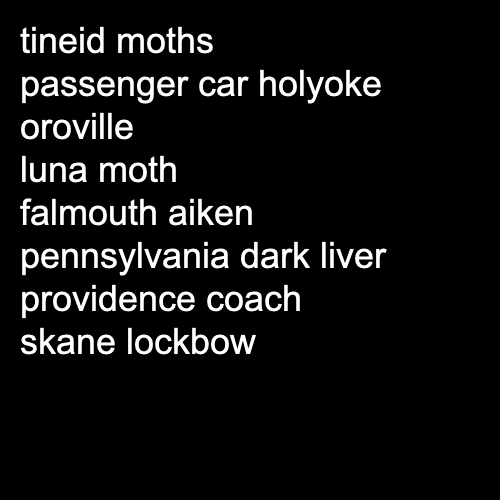 tineid moths
passenger car holyoke
oroville
luna moth
falmouth aiken
pennsylvania dark liver
providence coach
skane lockbow